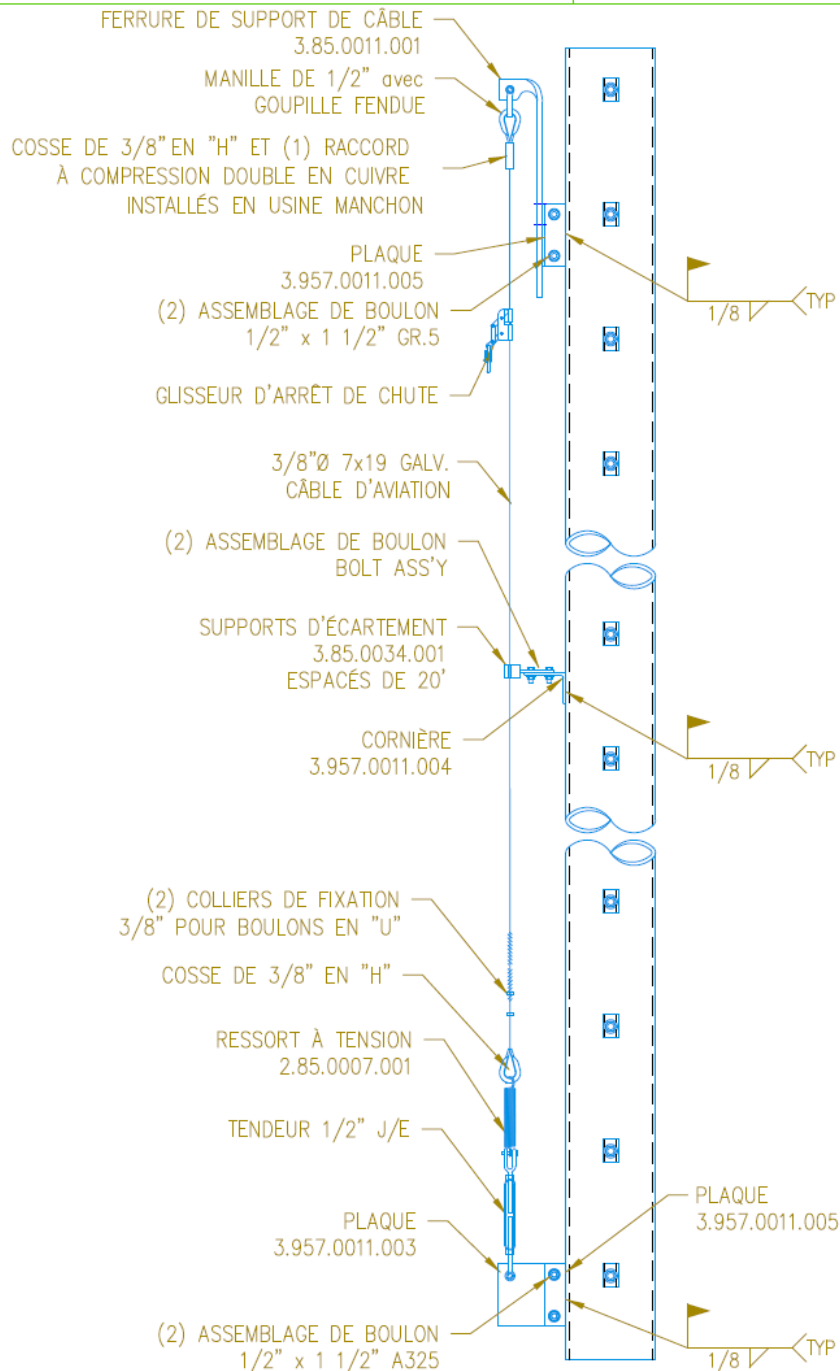 FERRURE DE SUPPORT DE CÂBLE
3.85.0011.001
MANILLE DE 1/2" avec
GOUPILLE FENDUE
COSSE DE 3/8" EN "H" ET (1) RACCORD
À COMPRESSION DOUBLE EN CUIVRE
INSTALLÉS EN USINE MANCHON
PLAQUE
3.957.0011.005
(2) ASSEMBLAGE DE BOULON
1/2" x 1 1/2" GR.5
1/8
TYP
GLISSEUR D'ARRÊT DE CHUTE
3/8"Ø 7x19 GALV.
CÂBLE D'AVIATION
(2) ASSEMBLAGE DE BOULON
BOLT ASS'Y
SUPPORTS D'ÉCARTEMENT
3.85.0034.001
ESPACÉS DE 20'
CORNIÈRE
3.957.0011.004
1/8
TYP
(2) COLLIERS DE FIXATION
3/8" POUR BOULONS EN "U"
COSSE DE 3/8" EN "H"
RESSORT À TENSION
2.85.0007.001
TENDEUR 1/2" J/E
PLAQUE
3.957.0011.003
PLAQUE
3.957.0011.005
(2) ASSEMBLAGE DE BOULON
1/2" x 1 1/2" A325
1/8
TYP